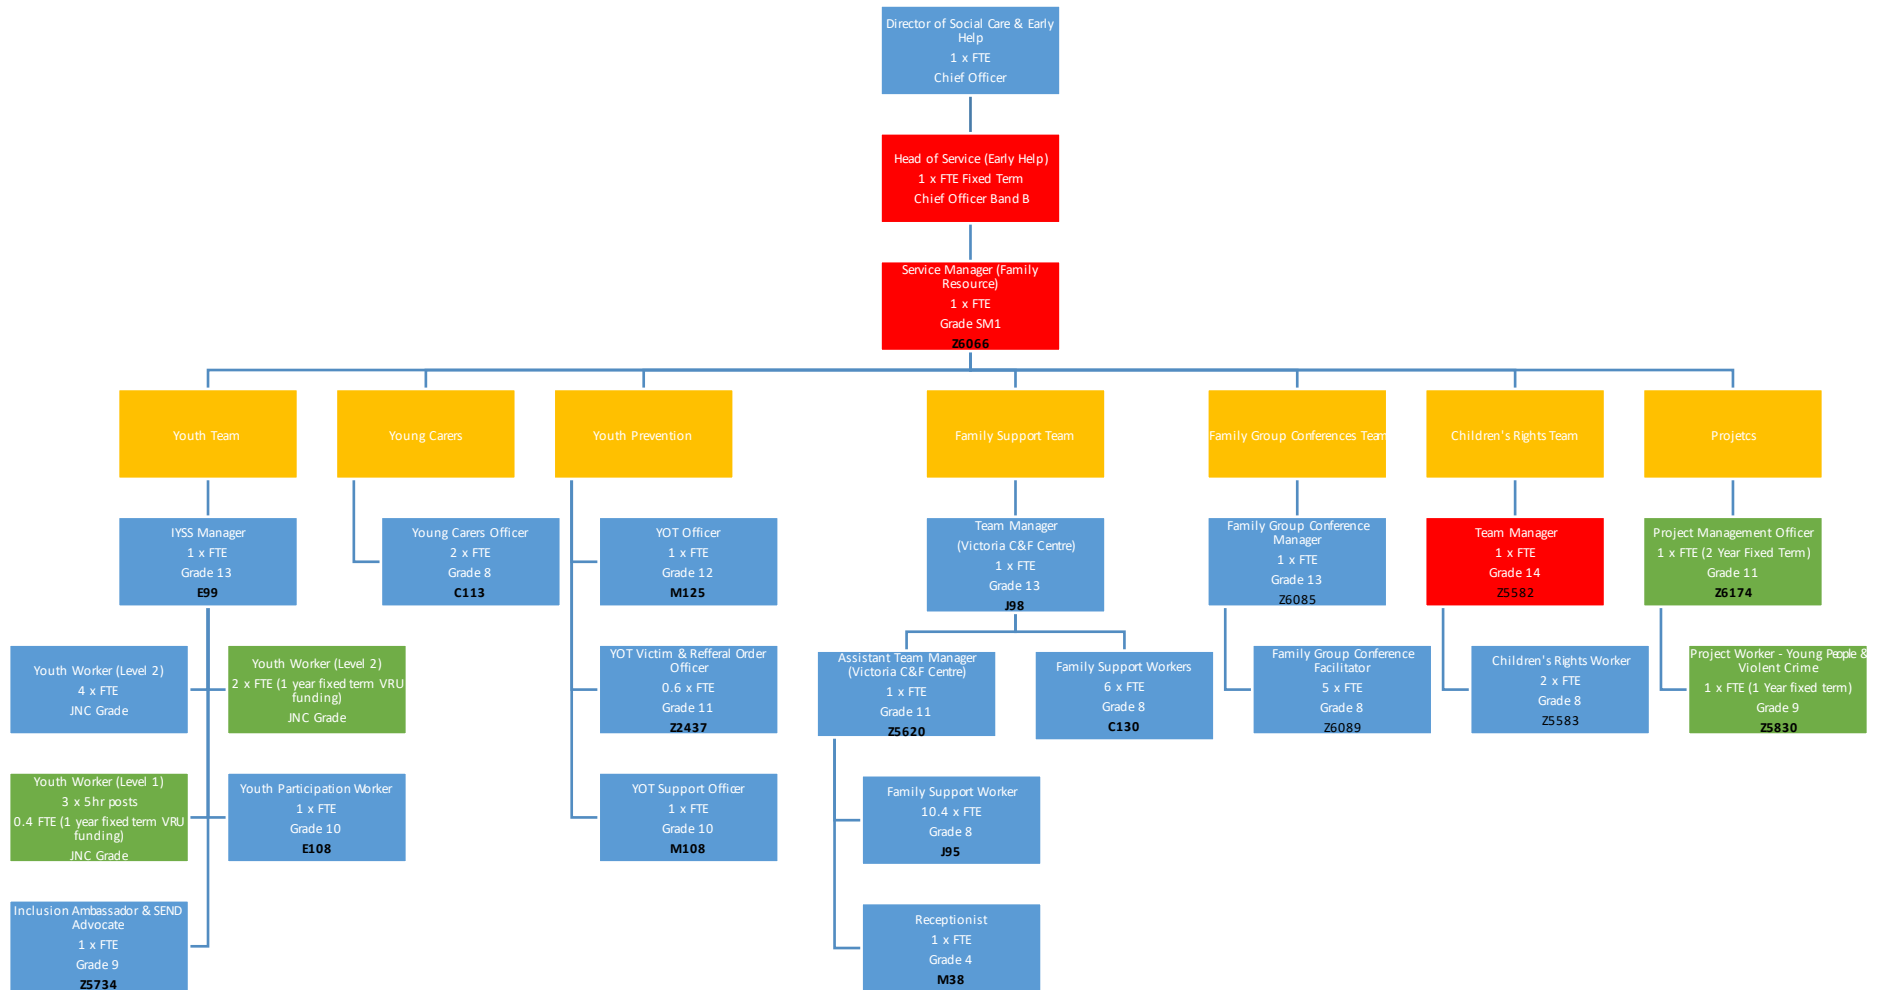 Director of Social Care & Early
Help
1 x FTE
Chief Officer
Head of Service (Early Help)
1 x FTE Fixed Term
Chief Officer Band B
Service Manager (Family
Resource)
1 x FTE
Grade SM1
Z6066
Youth Team
Young Carers
Youth Prevention
Family Support Team
Family Group Conferences Team
Children's Rights Team
Projetcs
IYSS Manager
1 x FTE
Grade 13
E99
Young Carers Officer
2 x FTE
Grade 8
C113
YOT Officer
1 x FTE
Grade 12
M125
Team Manager
(Victoria C&F Centre)
1 x FTE
Grade 13
J98
Family Group Conference
Manager
1 x FTE
Grade 13
Z6085
Team Manager
1 x FTE
Grade 14
Z5582
Project Management Officer
1 x FTE (2 Year Fixed Term)
Grade 11
Z6174
Youth Worker (Level 2)
4 x FTE
JNC Grade
Youth Worker (Level 2)
2 x FTE (1 year fixed term VRU
funding)
JNC Grade
YOT Victim & Refferal Order
Officer
0.6 x FTE
Grade 11
Z2437
Assistant Team Manager
(Victoria C&F Centre)
1 x FTE
Grade 11
Z5620
Family Support Workers
6 x FTE
Grade 8
C130
Family Group Conference
Facilitator
5 x FTE
Grade 8
Z6089
Children's Rights Worker
2 x FTE
Grade 8
Z5583
Project Worker - Young People &
Violent Crime
1 x FTE (1 Year fixed term)
Grade 9
Z5830
Youth Worker (Level 1)
3 x 5hr posts
0.4 FTE (1 year fixed term VRU
funding)
JNC Grade
Youth Participation Worker
1 x FTE
Grade 10
E108
YOT Support Officer
1 x FTE
Grade 10
M108
Family Support Worker
10.4 x FTE
Grade 8
J95
Inclusion Ambassador & SEND
Advocate
1 x FTE
Grade 9
Z5734
Receptionist
1 x FTE
Grade 4
M38